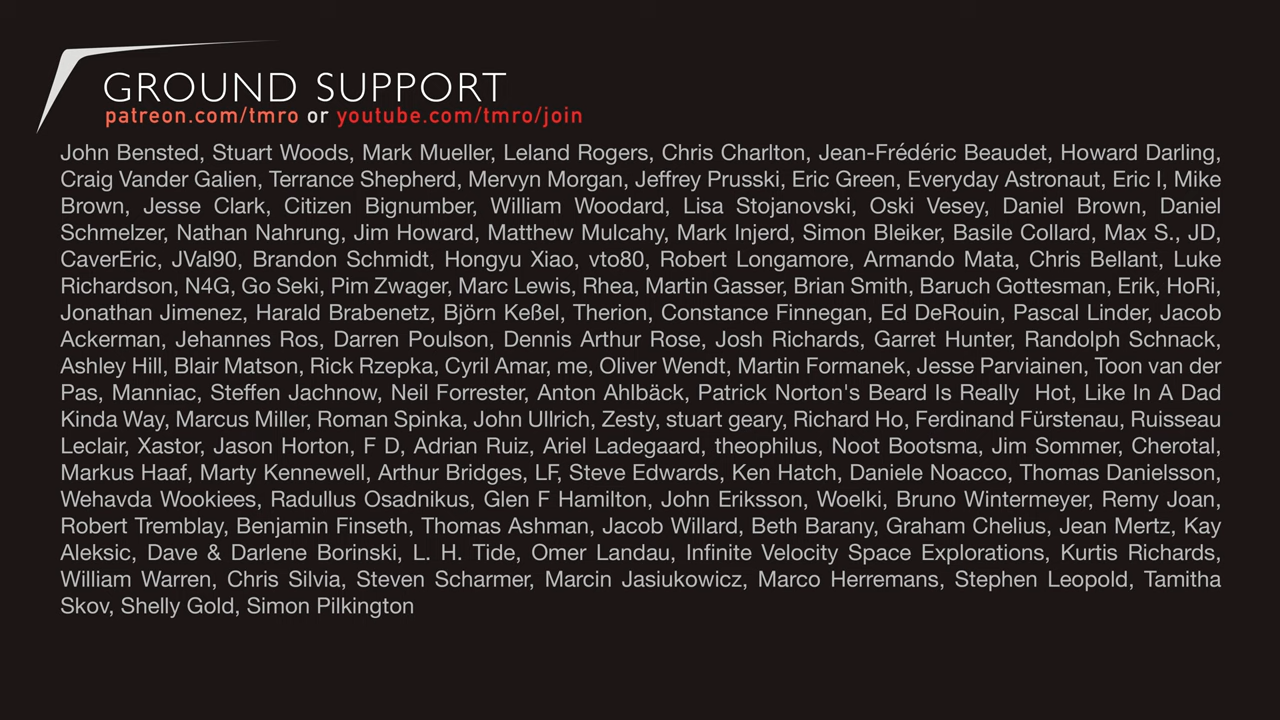 GROUND SUPPORT
patreon.com/tmro or youtube.com/tmro/join
John Bensted, Stuart Woods, Mark Mueller, Leland Rogers, Chris Charlton, Jean-Frédéric Beaudet, Howard Darling,
Craig Vander Galien, Terrance Shepherd, Mervyn Morgan, Jeffrey Prusski, Eric Green, Everyday Astronaut, Eric I, Mike
Brown, Jesse Clark, Citizen Bignumber, William Woodard, Lisa Stojanovski, Oski Vesey, Daniel Brown, Daniel
Schmelzer, Nathan Nahrung, Jim Howard, Matthew Mulcahy, Mark Injerd, Simon Bleiker, Basile Collard, Max S., JD,
CaverEric, JVal90, Brandon Schmidt, Hongyu Xiao, vto80, Robert Longamore, Armando Mata, Chris Bellant, Luke
Richardson, N4G, Go Seki, Pim Zwager, Marc Lewis, Rhea, Martin Gasser, Brian Smith, Baruch Gottesman, Erik, HoRi,
Jonathan Jimenez, Harald Brabenetz, Björn Keßel, Therion, Constance Finnegan, Ed DeRouin, Pascal Linder, Jacob
Ackerman, Jehannes Ros, Darren Poulson, Dennis Arthur Rose, Josh Richards, Garret Hunter, Randolph Schnack,
Ashley Hill, Blair Matson, Rick Rzepka, Cyril Amar, me, Oliver Wendt, Martin Formanek, Jesse Parviainen, Toon van der
Pas, Manniac, Steffen Jachnow, Neil Forrester, Anton Ahlbäck, Patrick Norton's Beard Is Really  Hot, Like In A Dad
Kinda Way, Marcus Miller, Roman Spinka, John Ullrich, Zesty, stuart geary, Richard Ho, Ferdinand Fürstenau, Ruisseau
Leclair, Xastor, Jason Horton, F D, Adrian Ruiz, Ariel Ladegaard, theophilus, Noot Bootsma, Jim Sommer, Cherotal,
Markus Haaf, Marty Kennewell, Arthur Bridges, LF, Steve Edwards, Ken Hatch, Daniele Noacco, Thomas Danielsson,
Wehavda Wookiees, Radullus Osadnikus, Glen F Hamilton, John Eriksson, Woelki, Bruno Wintermeyer, Remy Joan,
Robert Tremblay, Benjamin Finseth, Thomas Ashman, Jacob Willard, Beth Barany, Graham Chelius, Jean Mertz, Kay
Aleksic, Dave & Darlene Borinski, L. H. Tide, Omer Landau, Infinite Velocity Space Explorations, Kurtis Richards,
William Warren, Chris Silvia, Steven Scharmer, Marcin Jasiukowicz, Marco Herremans, Stephen Leopold, Tamitha
Skov, Shelly Gold, Simon Pilkington